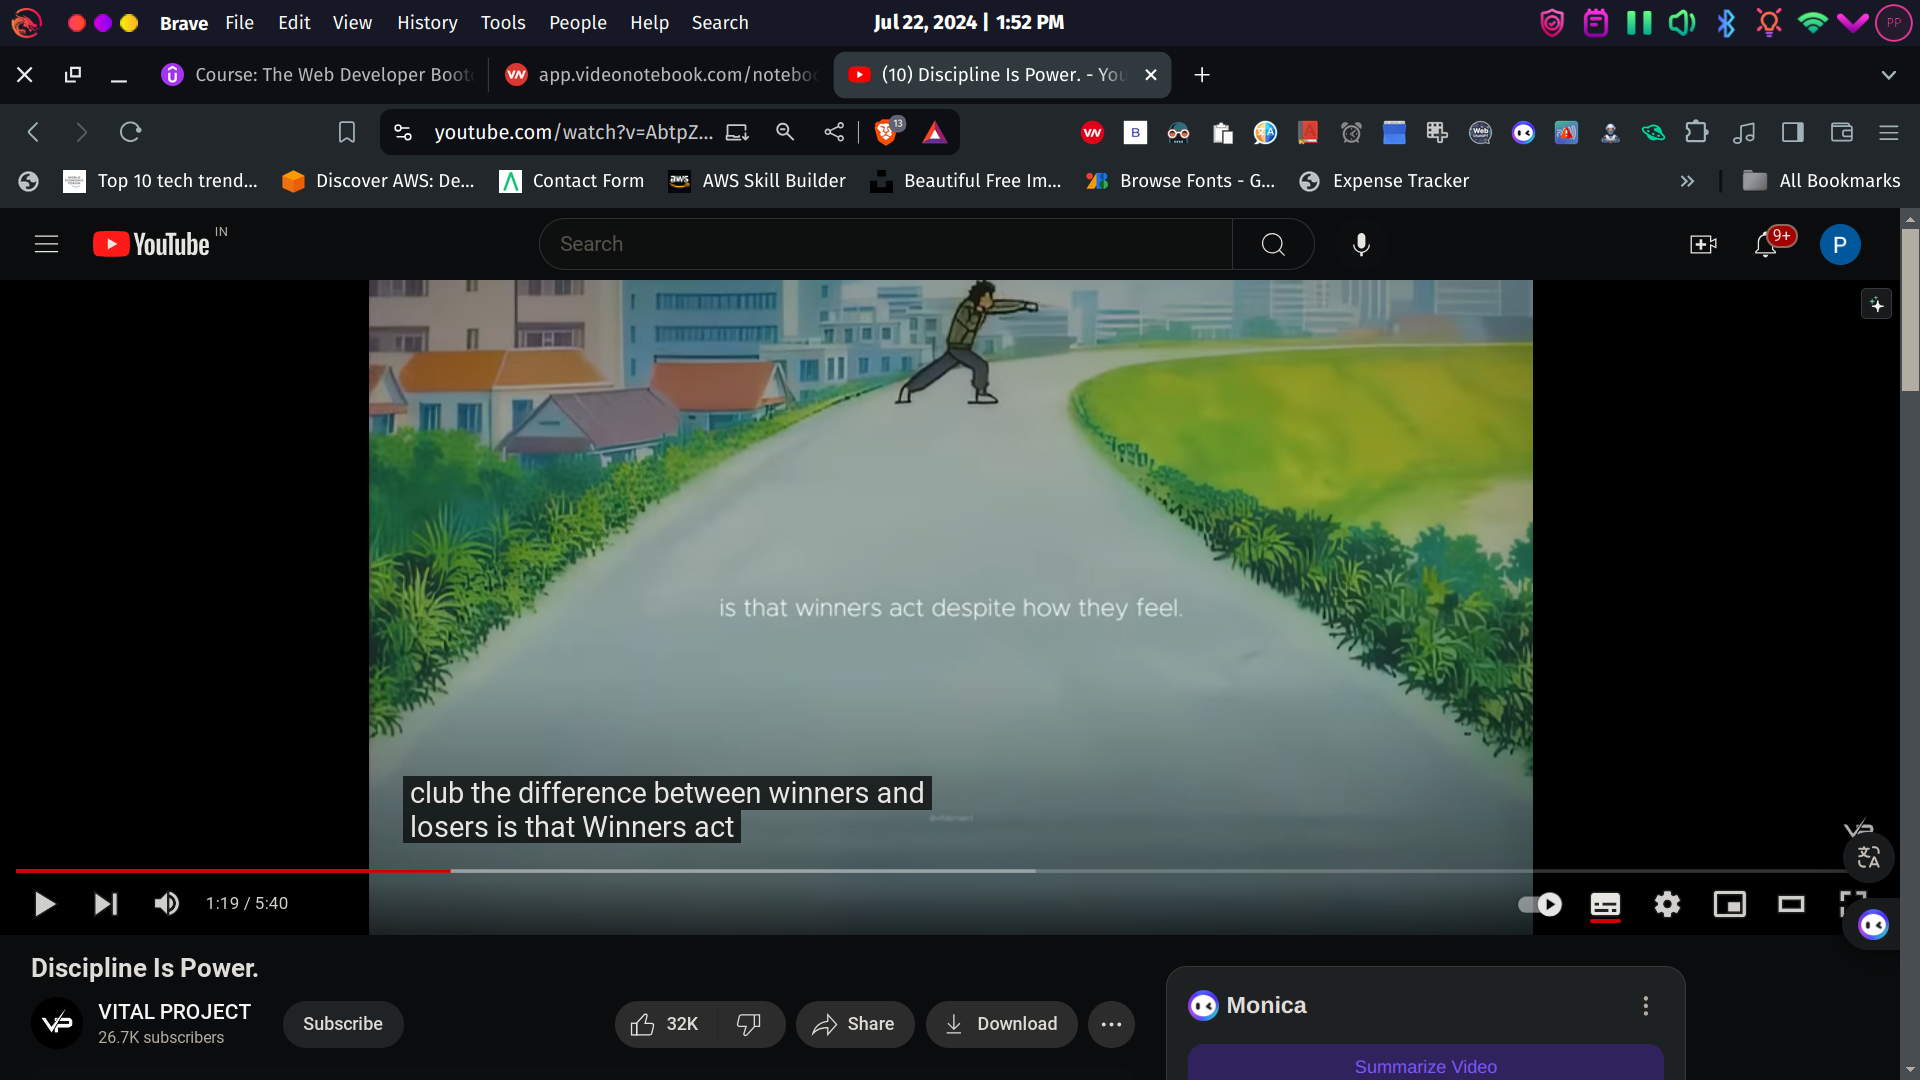 Brave File Edit View History Tools People Help Search Jul 22, 2024 | 1:52 PM PP
Course: The Web Developer Boot app.videonotebook.com/notebo (10) Discipline Is Power. - You
youtube.com/watch?v=AbtpZ... 13
Top 10 tech trend... Discover AWS: De... Contact Form AWS Skill Builder Beautiful Free Im... Browse Fonts - G... Expense Tracker » All Bookmarks
YouTube IN Search 9+ P
is that winners act despite how they feel.
club the difference between winners and
losers is that Winners act
@vitalproject
VP
1:19 / 5:40
Discipline Is Power.
VP VITAL PROJECT Subscribe 32K Share Download
26.7K subscribers
Monica
Summarize Video